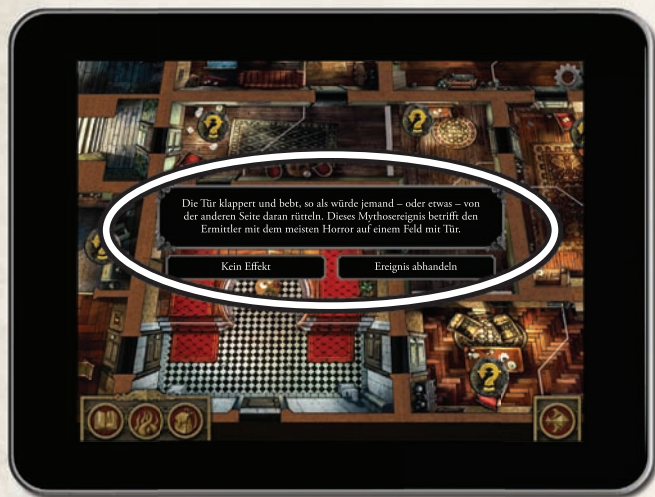 Die Tür klappert und bebt, so als würde jemand – oder etwas – von
der anderen Seite daran rütteln. Dieses Mythosereignis betrifft den
Ermittler mit dem meisten Horror auf einem Feld mit Tür.
Kein Effekt
Ereignis abhandeln